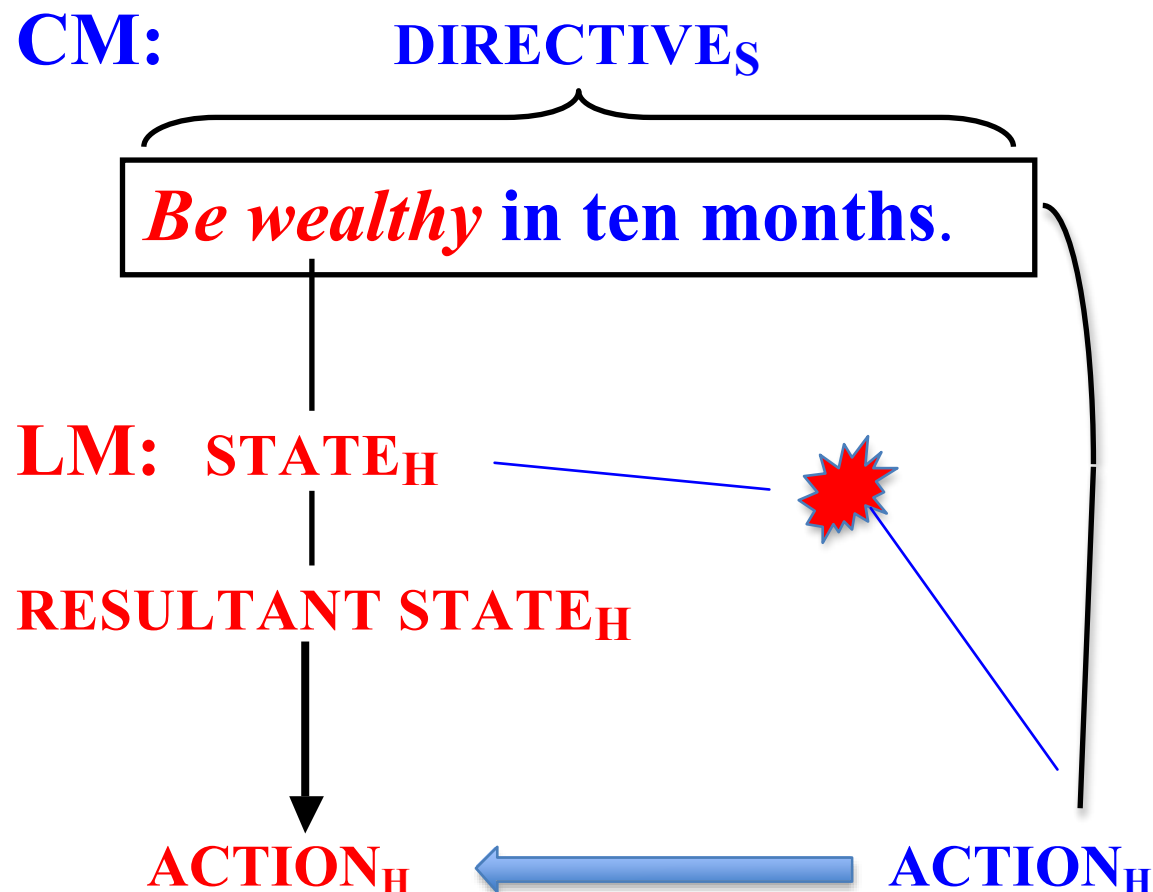 CM: DIRECTIVES
Be wealthy in ten months.
LM: STATEH
RESULTANT STATEH
ACTIONH ACTIONH